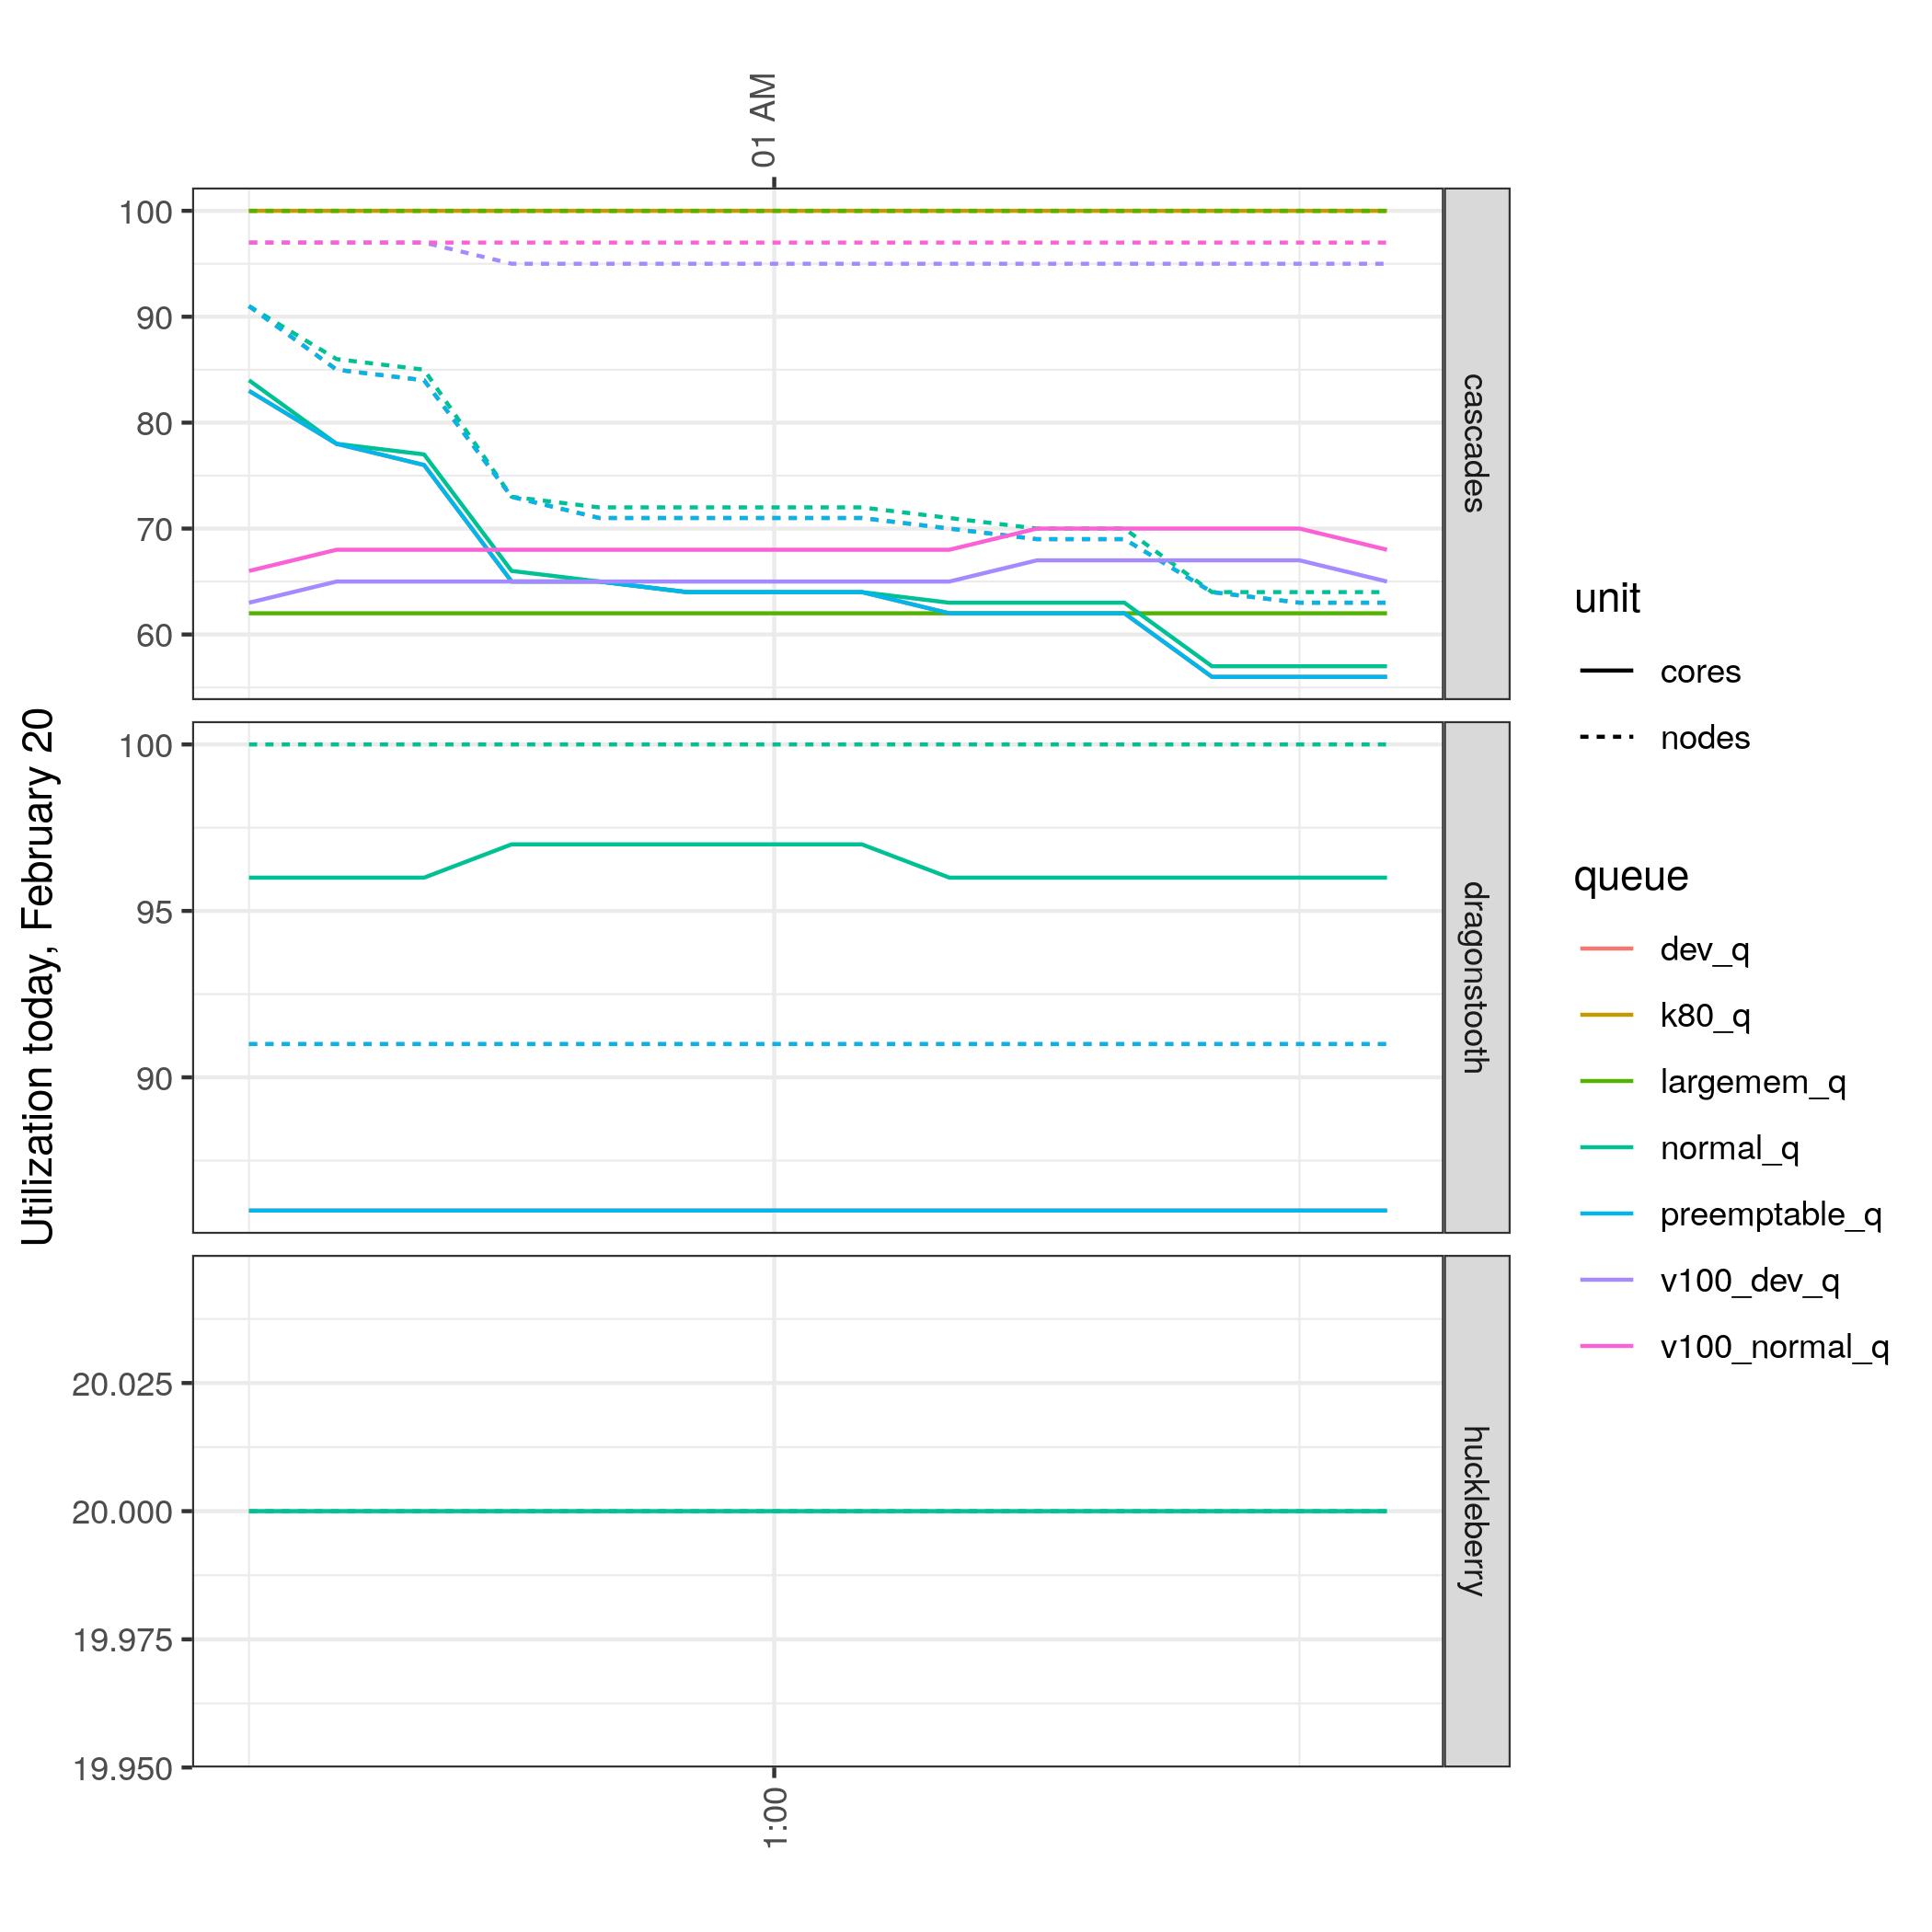 01 AM
100
90
80
70
60
cascades
100
95
90
dragonstooth
20.025
20.000
19.975
19.950
huckleberry
1:00
Utilization today, February 20
unit
cores
nodes
queue
dev_q
k80_q
largemem_q
normal_q
preemptable_q
v100_dev_q
v100_normal_q